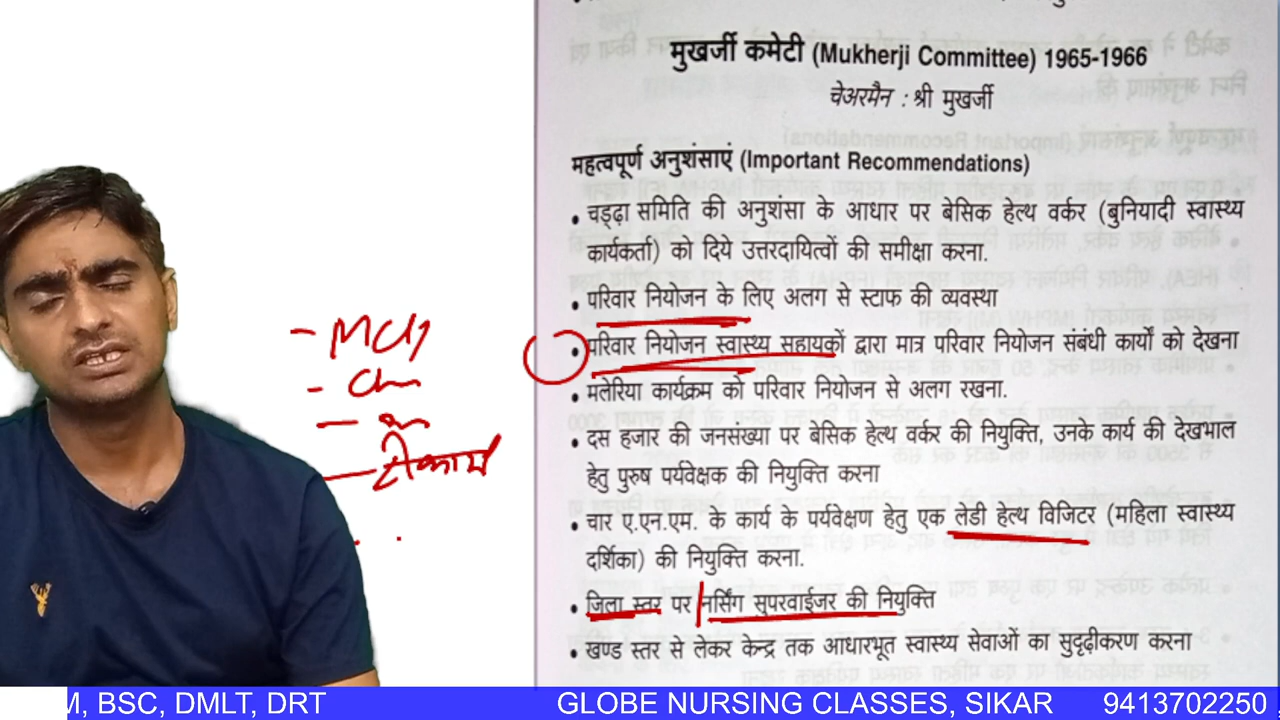 मुखर्जी कमेटी (Mukherji Committee) 1965-1966
चेअरमैन : श्री मुखर्जी
महत्वपूर्ण अनुशंसाएं (Important Recommendations)
• चड्ढ़ा समिति की अनुशंसा के आधार पर बेसिक हेल्थ वर्कर (बुनियादी स्वास्थ्य
कार्यकर्ता) को दिये उत्तरदायित्वों की समीक्षा करना.
• परिवार नियोजन के लिए अलग से स्टाफ की व्यवस्था
• परिवार नियोजन स्वास्थ्य सहायकों द्वारा मात्र परिवार नियोजन संबंधी कार्यों को देखना
• मलेरिया कार्यक्रम को परिवार नियोजन से अलग रखना.
• दस हजार की जनसंख्या पर बेसिक हेल्थ वर्कर की नियुक्ति, उनके कार्य की देखभाल
हेतु पुरुष पर्यवेक्षक की नियुक्ति करना
• चार ए.एन.एम. के कार्य के पर्यवेक्षण हेतु एक लेडी हेल्थ विजिटर (महिला स्वास्थ्य
दर्शिका) की नियुक्ति करना.
• जिला स्तर पर नर्सिंग सुपरवाईजर की नियुक्ति
• खण्ड स्तर से लेकर केन्द्र तक आधारभूत स्वास्थ्य सेवाओं का सुदृढ़ीकरण करना
- MCH
M, BSC, DMLT, DRT
GLOBE NURSING CLASSES, SIKAR
9413702250